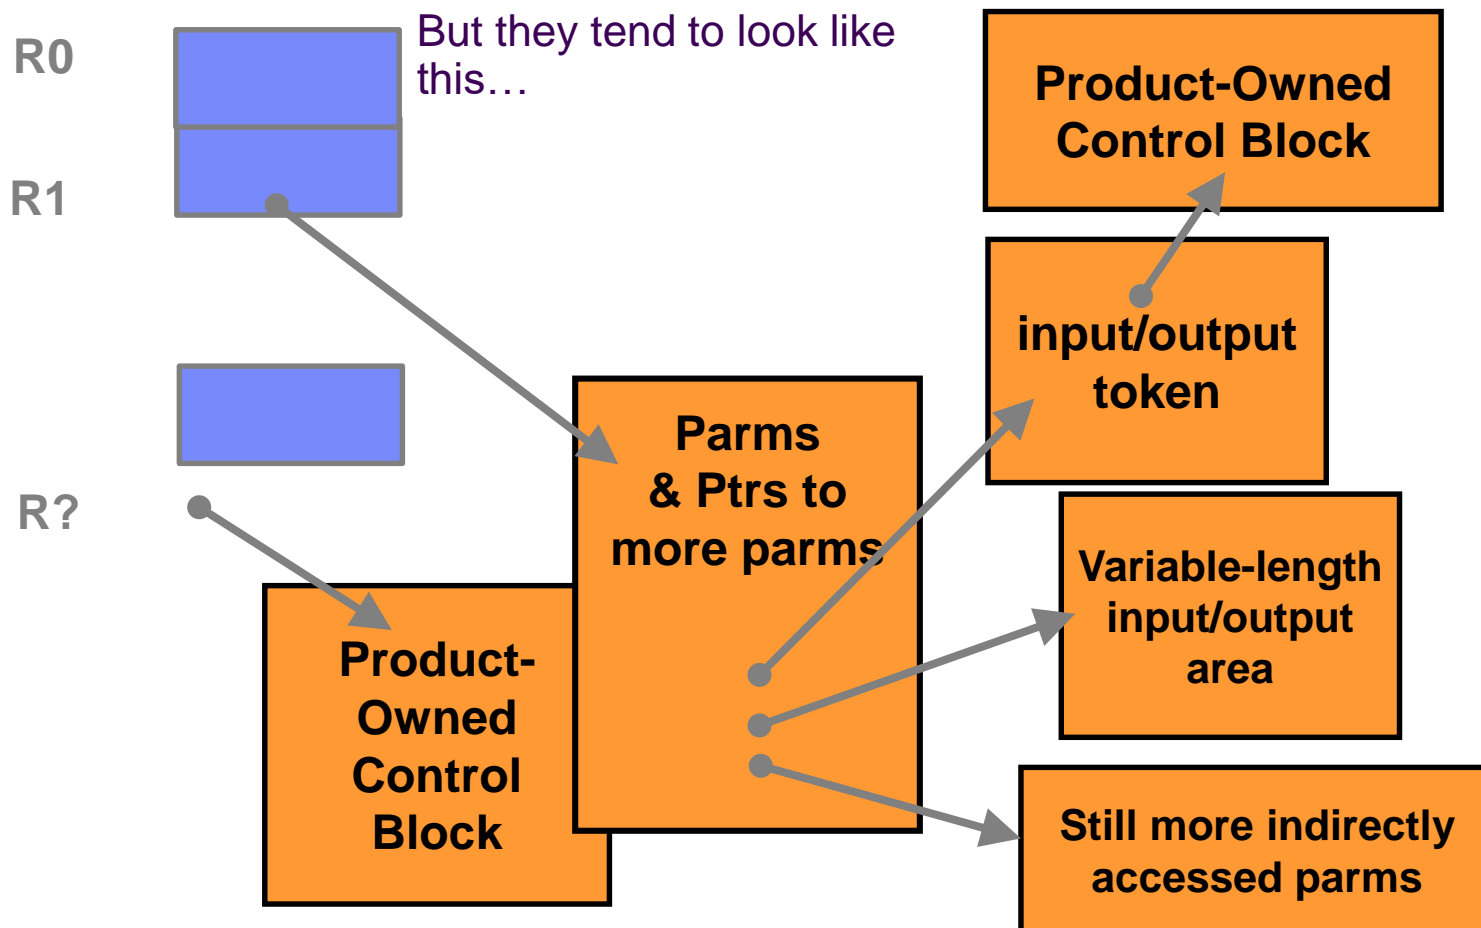 R0
But they tend to look like
this…
R1
R?
Product-Owned
Control Block
input/output
token
Parms
& Ptrs to
more parms
Variable-length
input/output
area
Product-
Owned
Control
Block
Still more indirectly
accessed parms